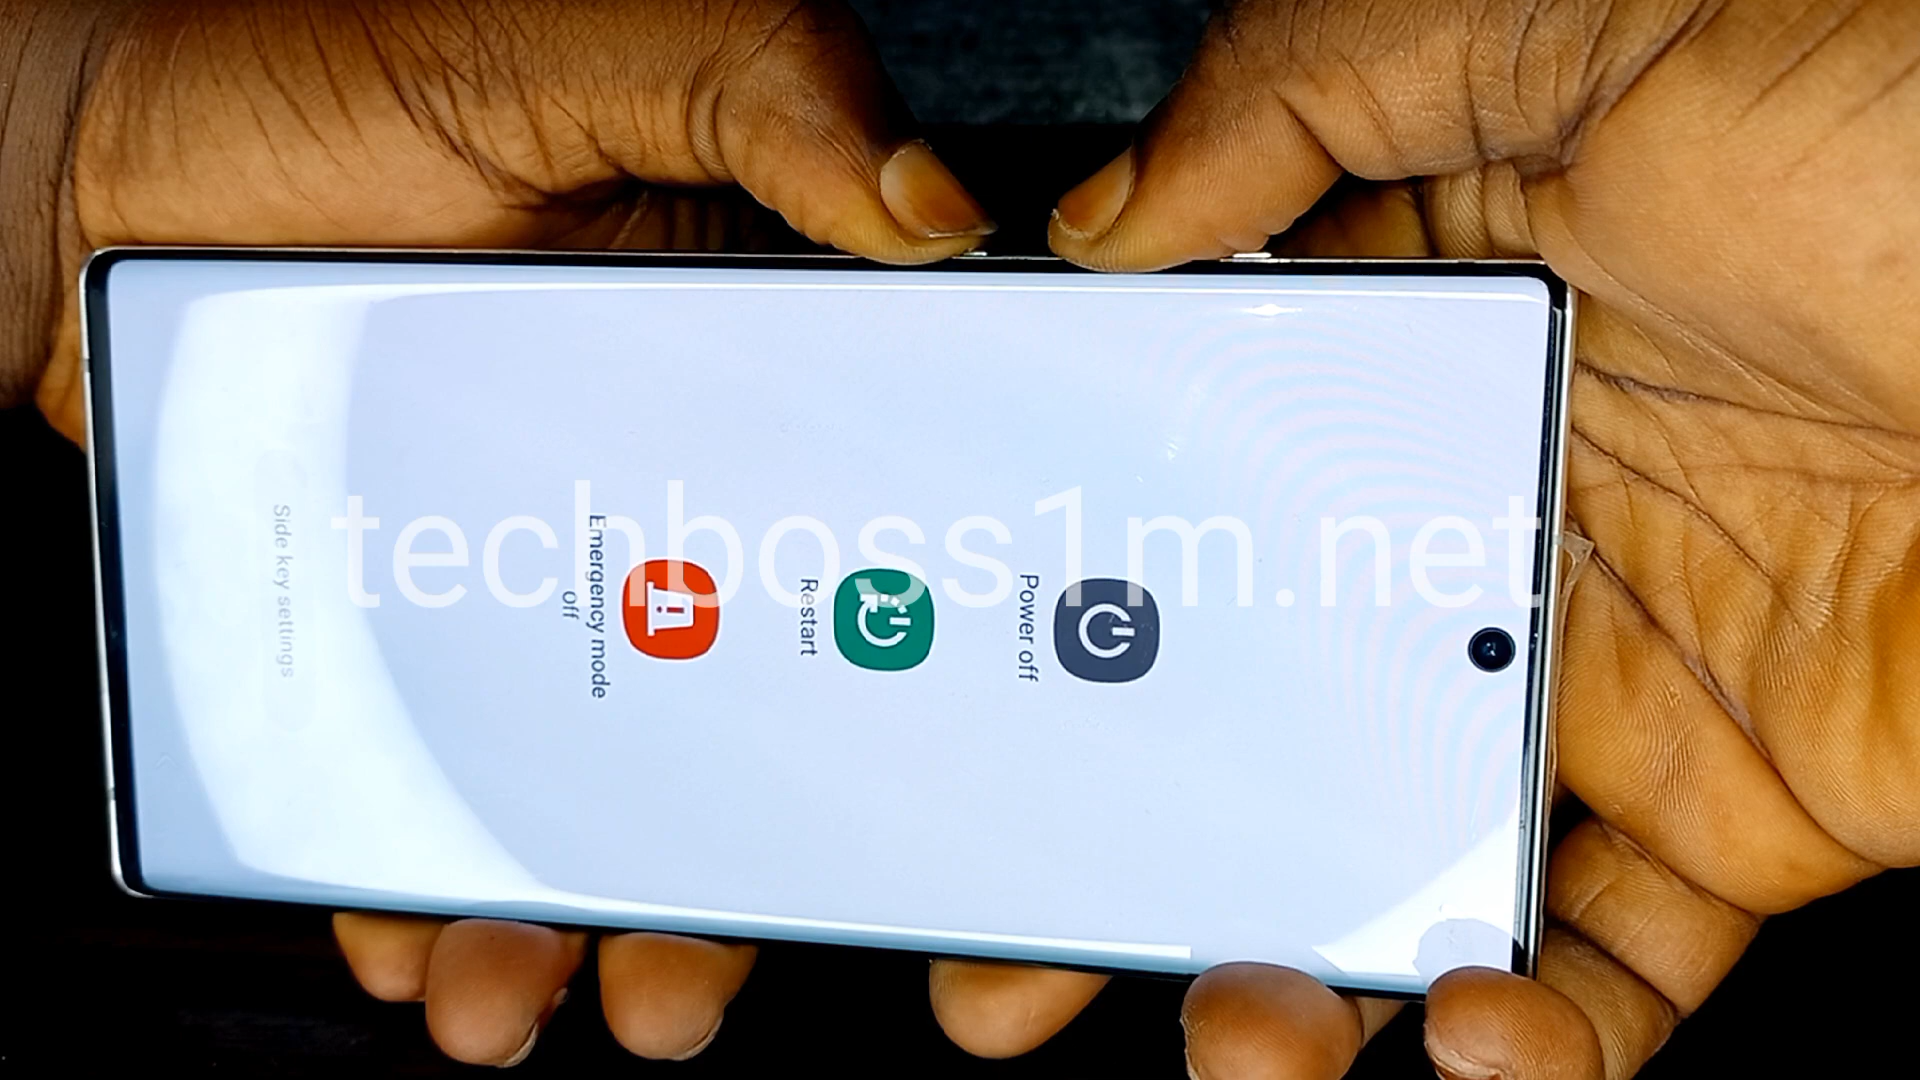 techboss1m.net
Power off
Restart
Emergency mode
Off
Side key settings